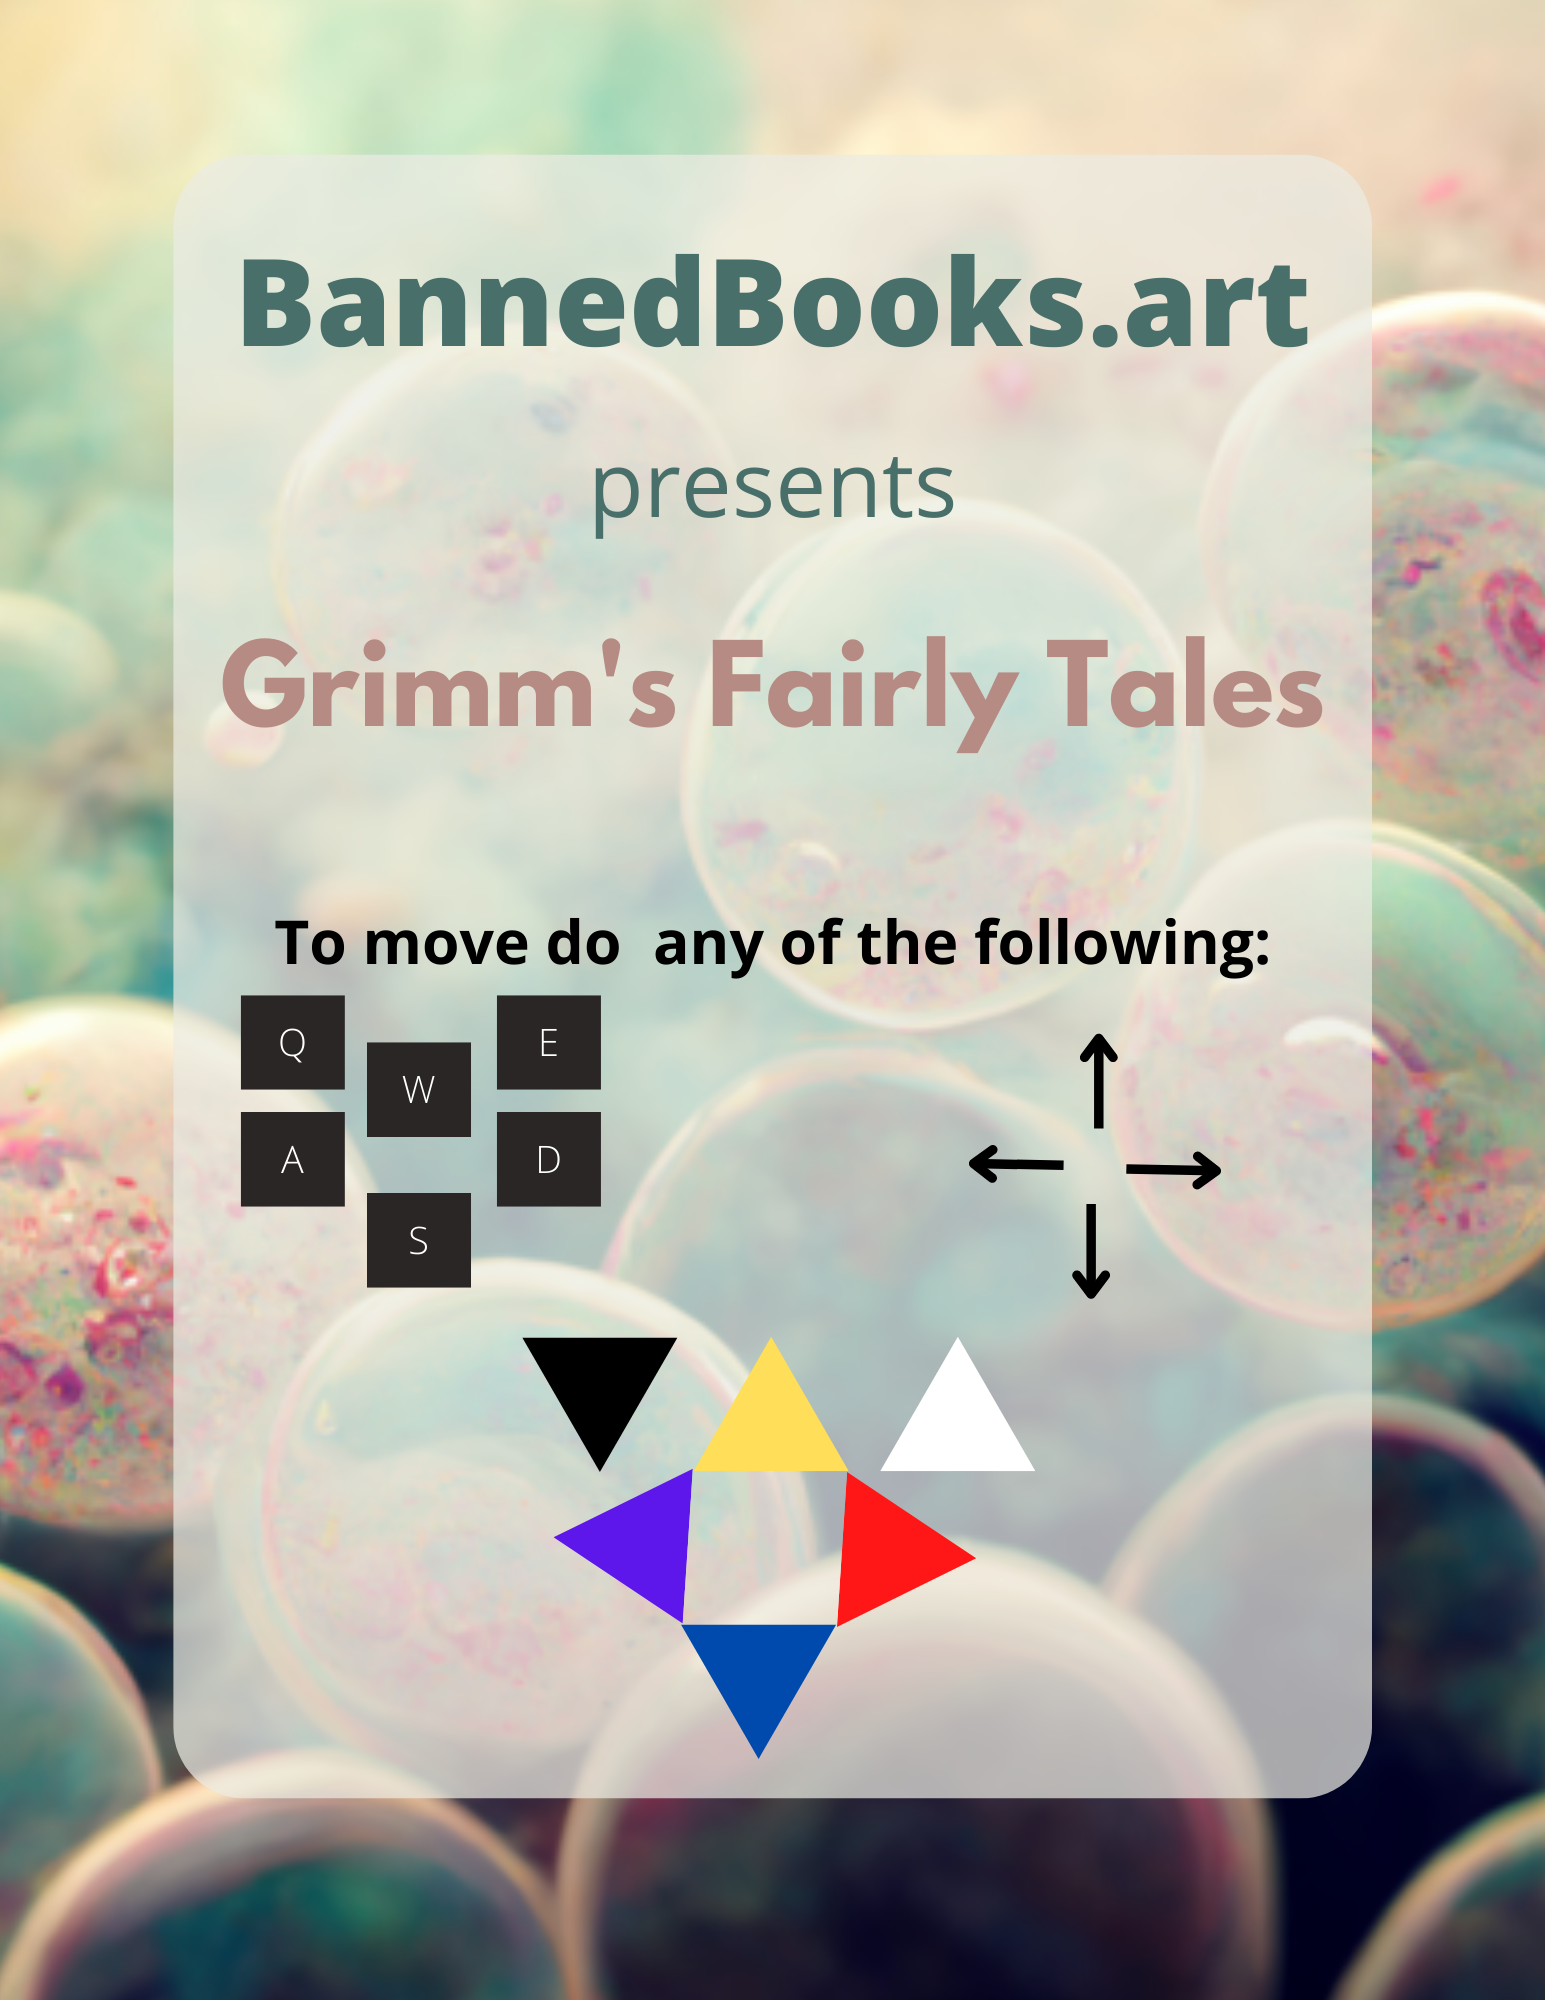 BannedBooks.art
presents
Grimm's Fairly Tales
To move do any of the following:
Q
W
E
A
S
D